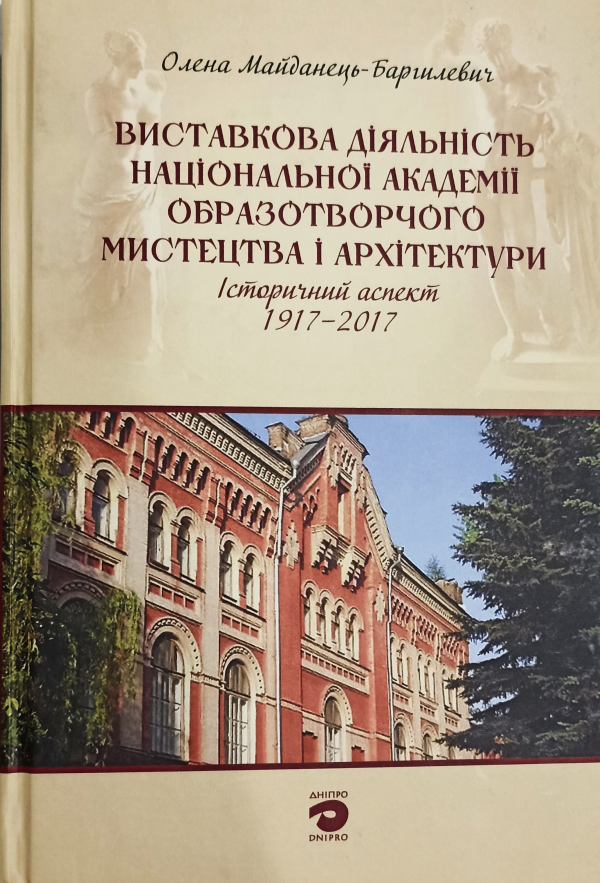 Олена Майданець-Баргилевич
ВИСТАВКОВА ДІЯЛЬНІСТЬ
НАЦІОНАЛЬНОЇ АКАДЕМІЇ
ОБРАЗОТВОРЧОГО
МИСТЕЦТВА І АРХІТЕКТУРИ
Історичний аспект
1917–2017
ДНІПРО
DNIPRO